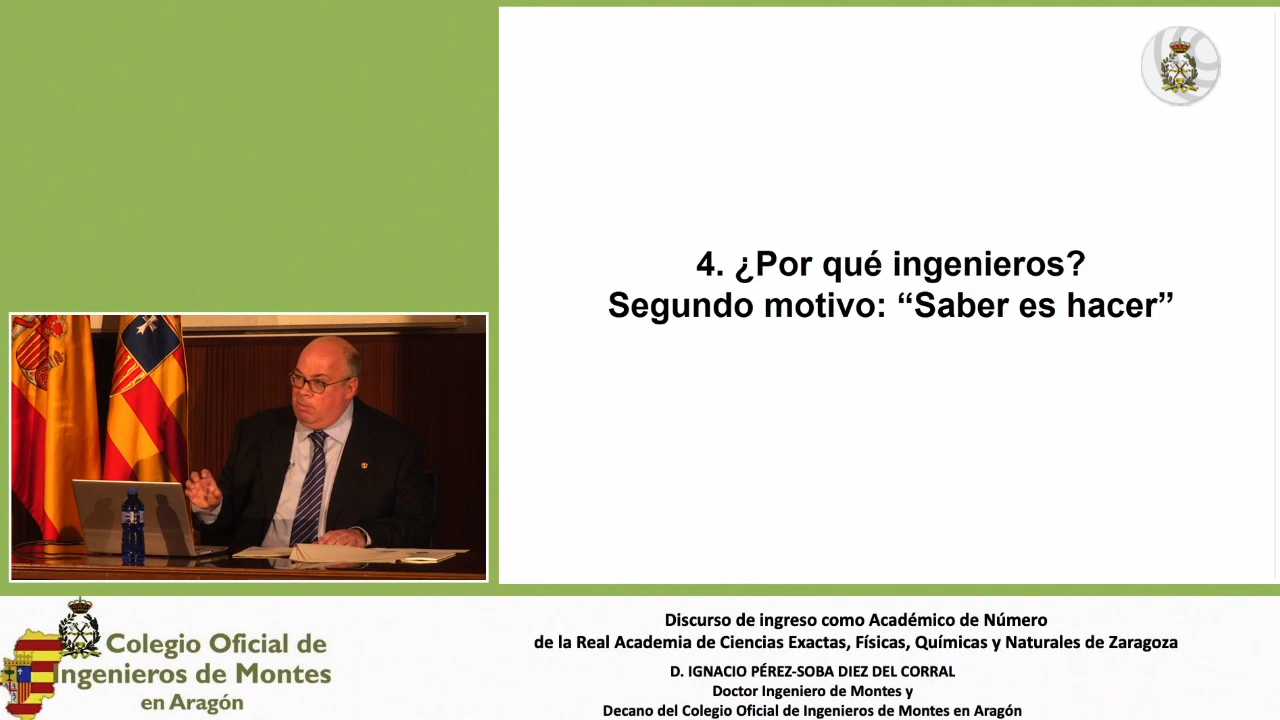 4. ¿Por qué ingenieros?
Segundo motivo: “Saber es hacer”
Colegio Oficial de
Ingenieros de Montes
en Aragón
Discurso de ingreso como Académico de Número
de la Real Academia de Ciencias Exactas, Físicas, Químicas y Naturales de Zaragoza
D. IGNACIO PÉREZ-SOBA DIEZ DEL CORRAL
Doctor Ingeniero de Montes y
Decano del Colegio Oficial de Ingenieros de Montes en Aragón